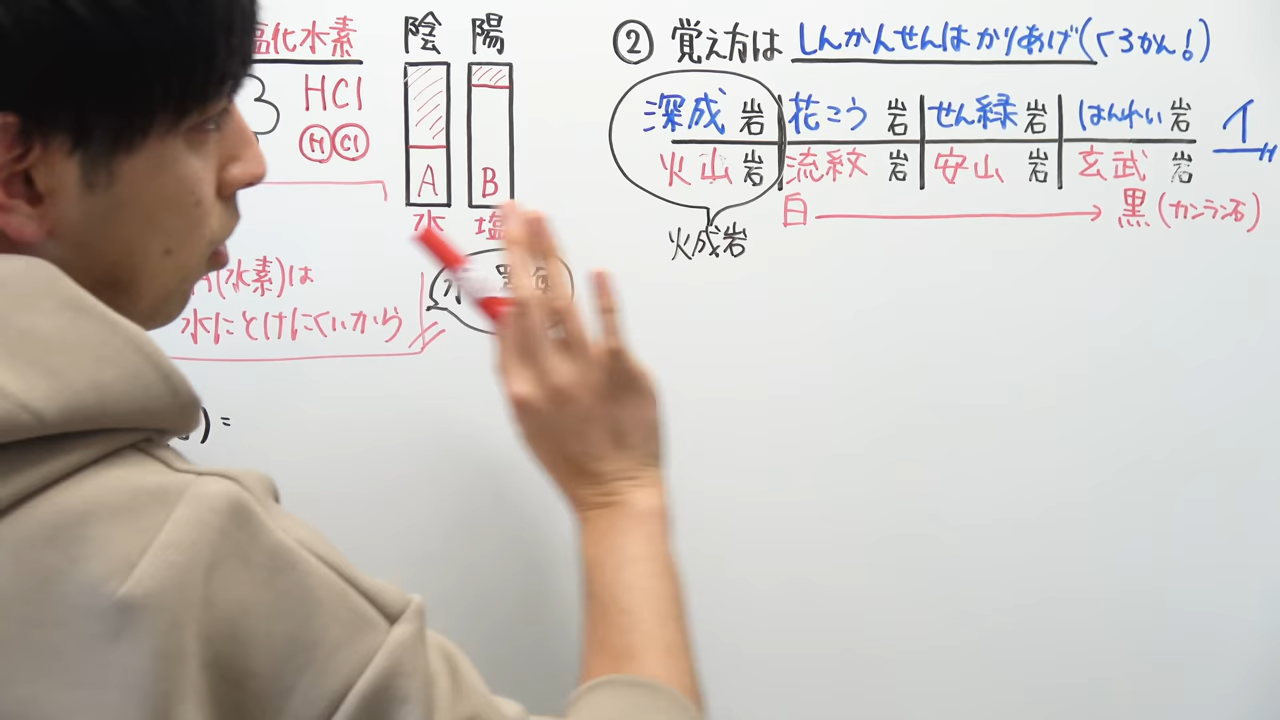 塩化水素
陰 陽
HCl
H Cl
A B
水 塩
A(水素)は
水にとけにくいから
) =
② 覚え方は しんかんせんはかりあげ(くろかん!)
深成岩 花こう岩 せん緑岩 はんれい岩 イ
火山岩 流紋岩 安山岩 玄武岩
白 → 黒(カンラン石)
火成岩